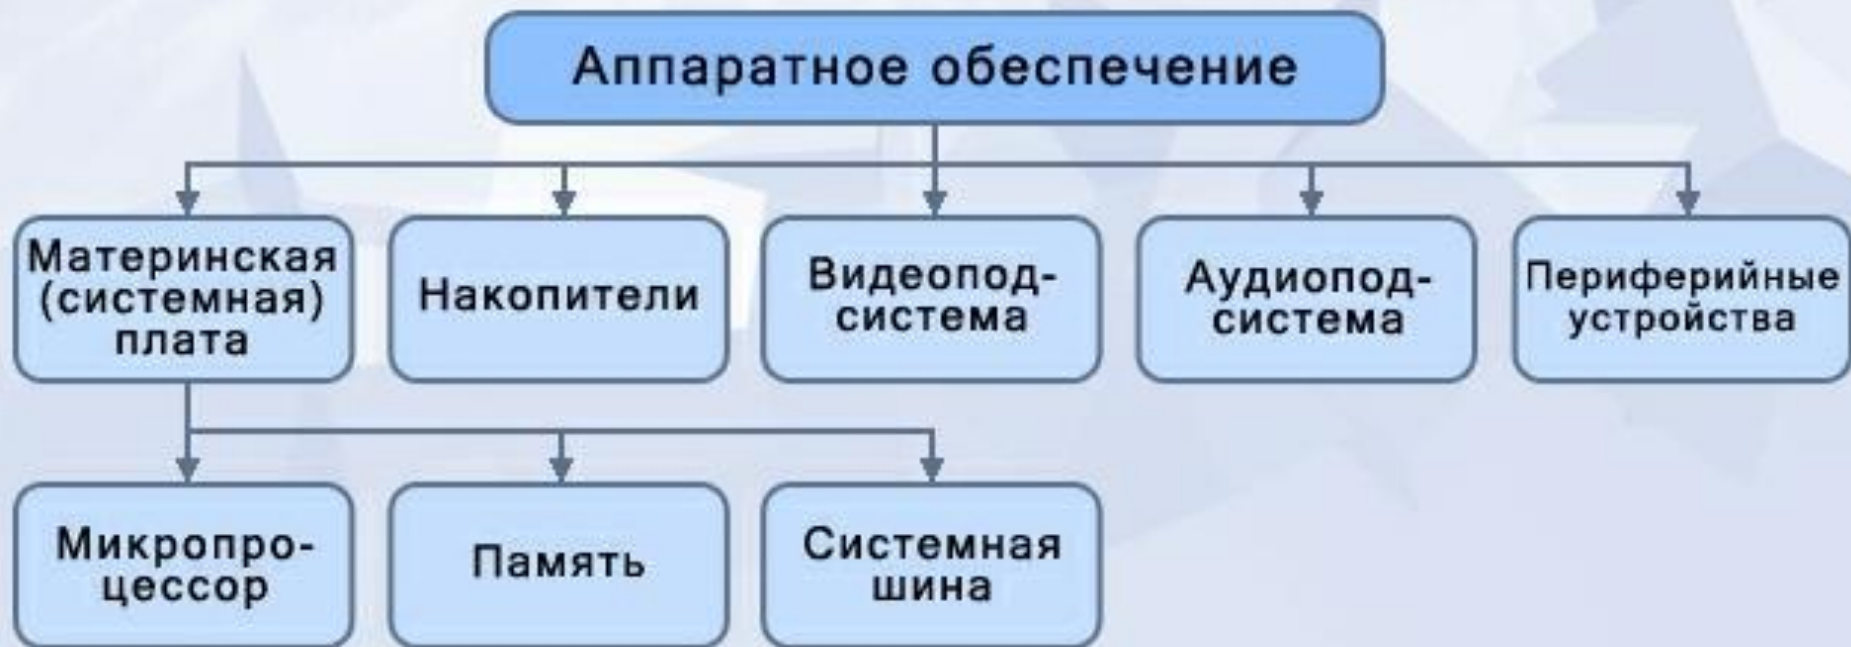 Аппаратное обеспечение
Материнская
(системная)
плата
Накопители
Видеопод-
система
Аудиопод-
система
Периферийные
устройства
Микропро-
цессор
Память
Системная
шина